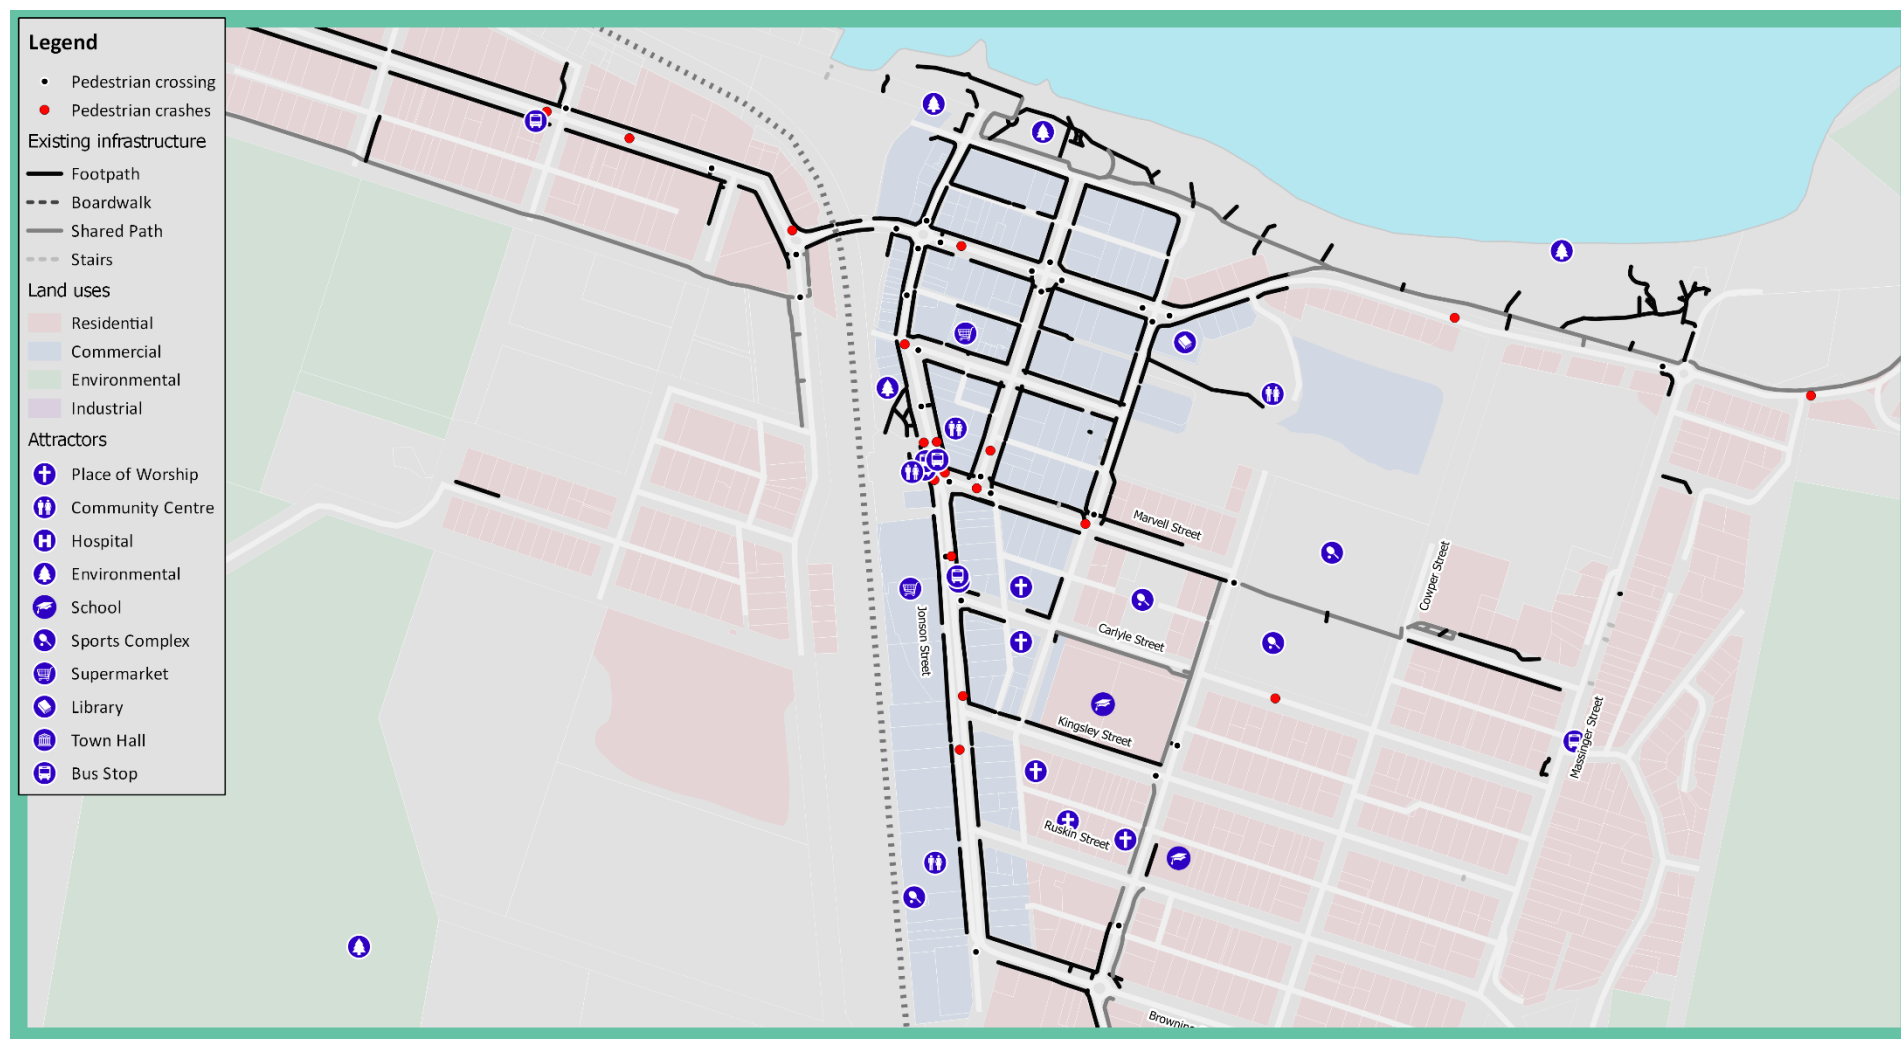 Legend
Pedestrian crossing
Pedestrian crashes
Existing infrastructure
Footpath
Boardwalk
Shared Path
Stairs
Land uses
Residential
Commercial
Environmental
Industrial
Attractors
Place of Worship
Community Centre
Hospital
Environmental
School
Sports Complex
Supermarket
Library
Town Hall
Bus Stop
Marvell Street
Cowper Street
Jonson Street
Carlyle Street
Kingsley Street
Massinger Street
Ruskin Street